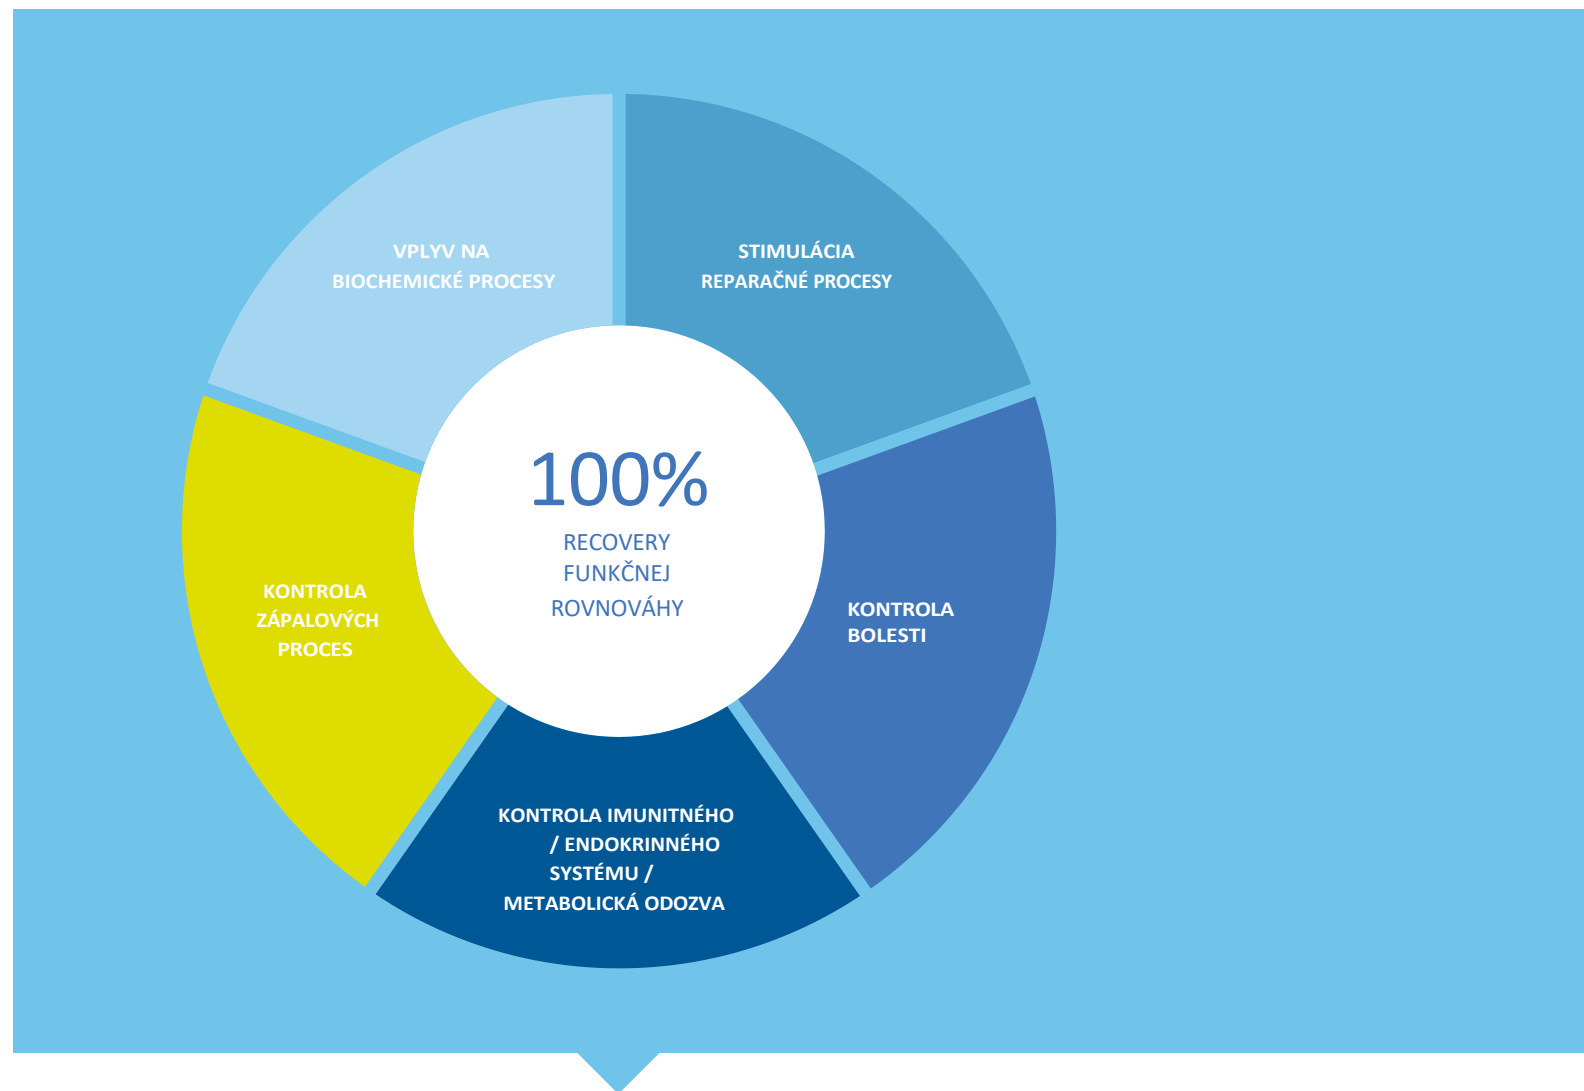 VPLYV NA
BIOCHEMICKÉ PROCESY
STIMULÁCIA
REPARAČNÉ PROCESY
100%
RECOVERY
FUNKČNEJ
ROVNOVÁHY
KONTROLA
ZÁPALOVÝCH
PROCES
KONTROLA
BOLESTI
KONTROLA IMUNITNÉHO
/ ENDOKRINNÉHO
SYSTÉMU /
METABOLICKÁ ODOZVA